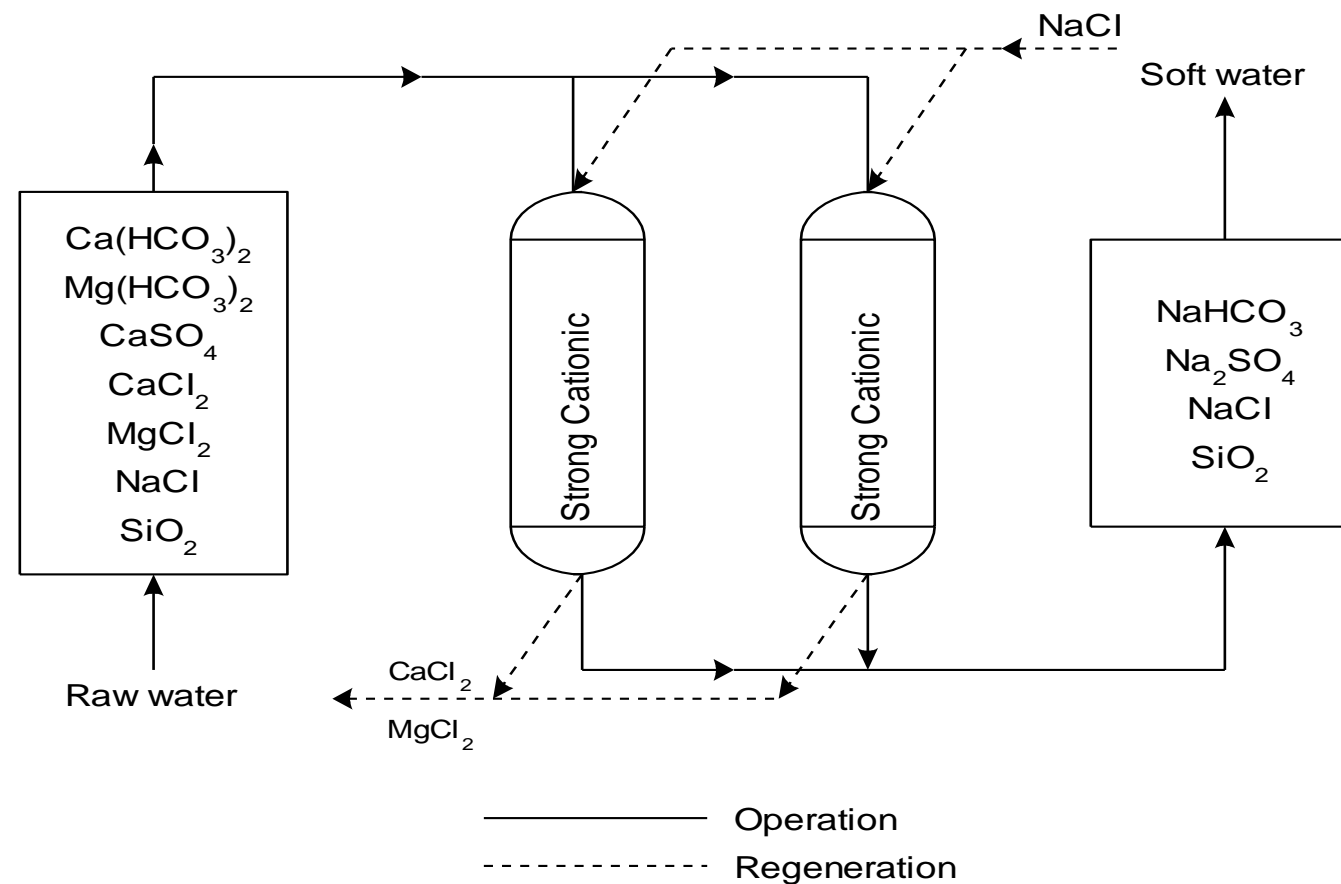 NaCl
Soft water
Ca(HCO₃)₂
Mg(HCO₃)₂
CaSO₄
CaCl₂
MgCl₂
NaCl
SiO₂
Strong Cationic
Strong Cationic
NaHCO₃
Na₂SO₄
NaCl
SiO₂
Raw water
CaCl₂
MgCl₂
Operation
Regeneration